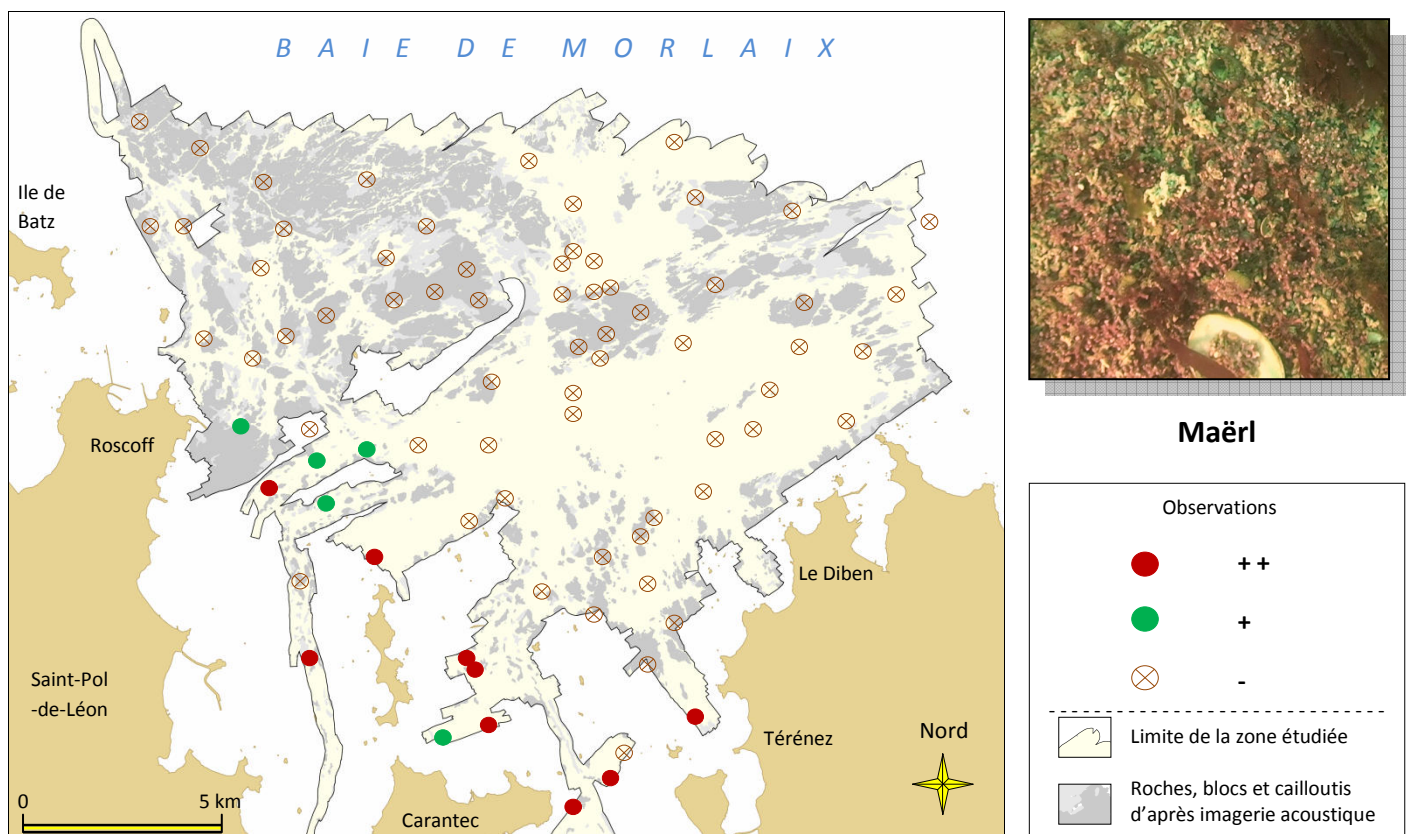 B A I E D E M O R L A I X
Ile de
Batz
Roscoff
Saint-Pol
-de-Léon
Carantec
Térénez
Le Diben
Nord
0 5 km
Maërl
Observations
+ +
+
-
Limite de la zone étudiée
Roches, blocs et cailloutis
d'après imagerie acoustique